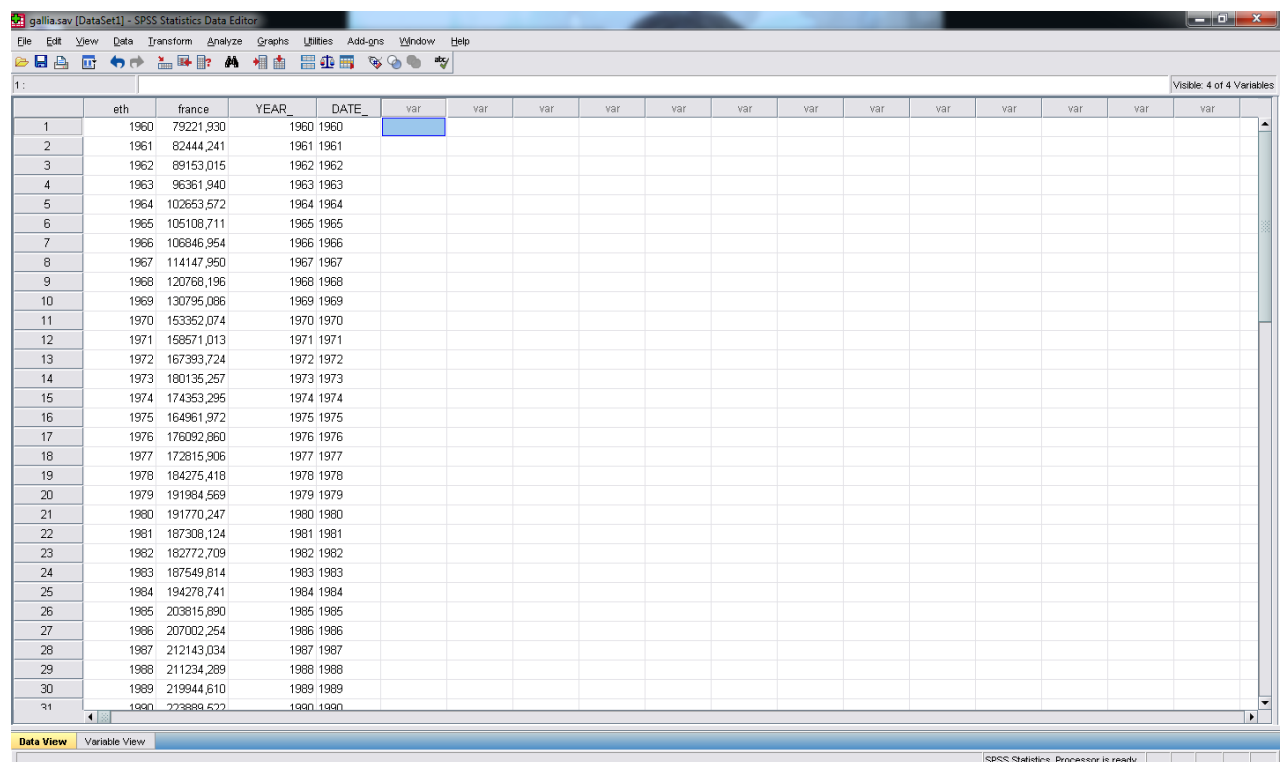 gallia.sav [DataSet1] - SPSS Statistics Data Editor
File Edit View Data Transform Analyze Graphs Utilities Add-ons Window Help
1 :
Visible: 4 of 4 Variables
eth france YEAR_ DATE_ var var var var var var var var var var var var var
1 1960 79221,930 1960 1960
2 1961 82444,241 1961 1961
3 1962 89153,015 1962 1962
4 1963 96361,940 1963 1963
5 1964 102653,572 1964 1964
6 1965 105108,711 1965 1965
7 1966 106846,954 1966 1966
8 1967 114147,950 1967 1967
9 1968 120768,196 1968 1968
10 1969 130795,086 1969 1969
11 1970 153352,074 1970 1970
12 1971 158571,013 1971 1971
13 1972 167393,724 1972 1972
14 1973 180135,257 1973 1973
15 1974 174353,295 1974 1974
16 1975 164961,972 1975 1975
17 1976 176092,860 1976 1976
18 1977 172815,906 1977 1977
19 1978 184275,418 1978 1978
20 1979 191984,569 1979 1979
21 1980 191770,247 1980 1980
22 1981 187308,124 1981 1981
23 1982 182772,709 1982 1982
24 1983 187549,814 1983 1983
25 1984 194278,741 1984 1984
26 1985 203815,890 1985 1985
27 1986 207002,254 1986 1986
28 1987 212143,034 1987 1987
29 1988 211234,289 1988 1988
30 1989 219944,610 1989 1989
31 1990 223889,522 1990 1990
Data View Variable View
SPSS Statistics Processor is ready